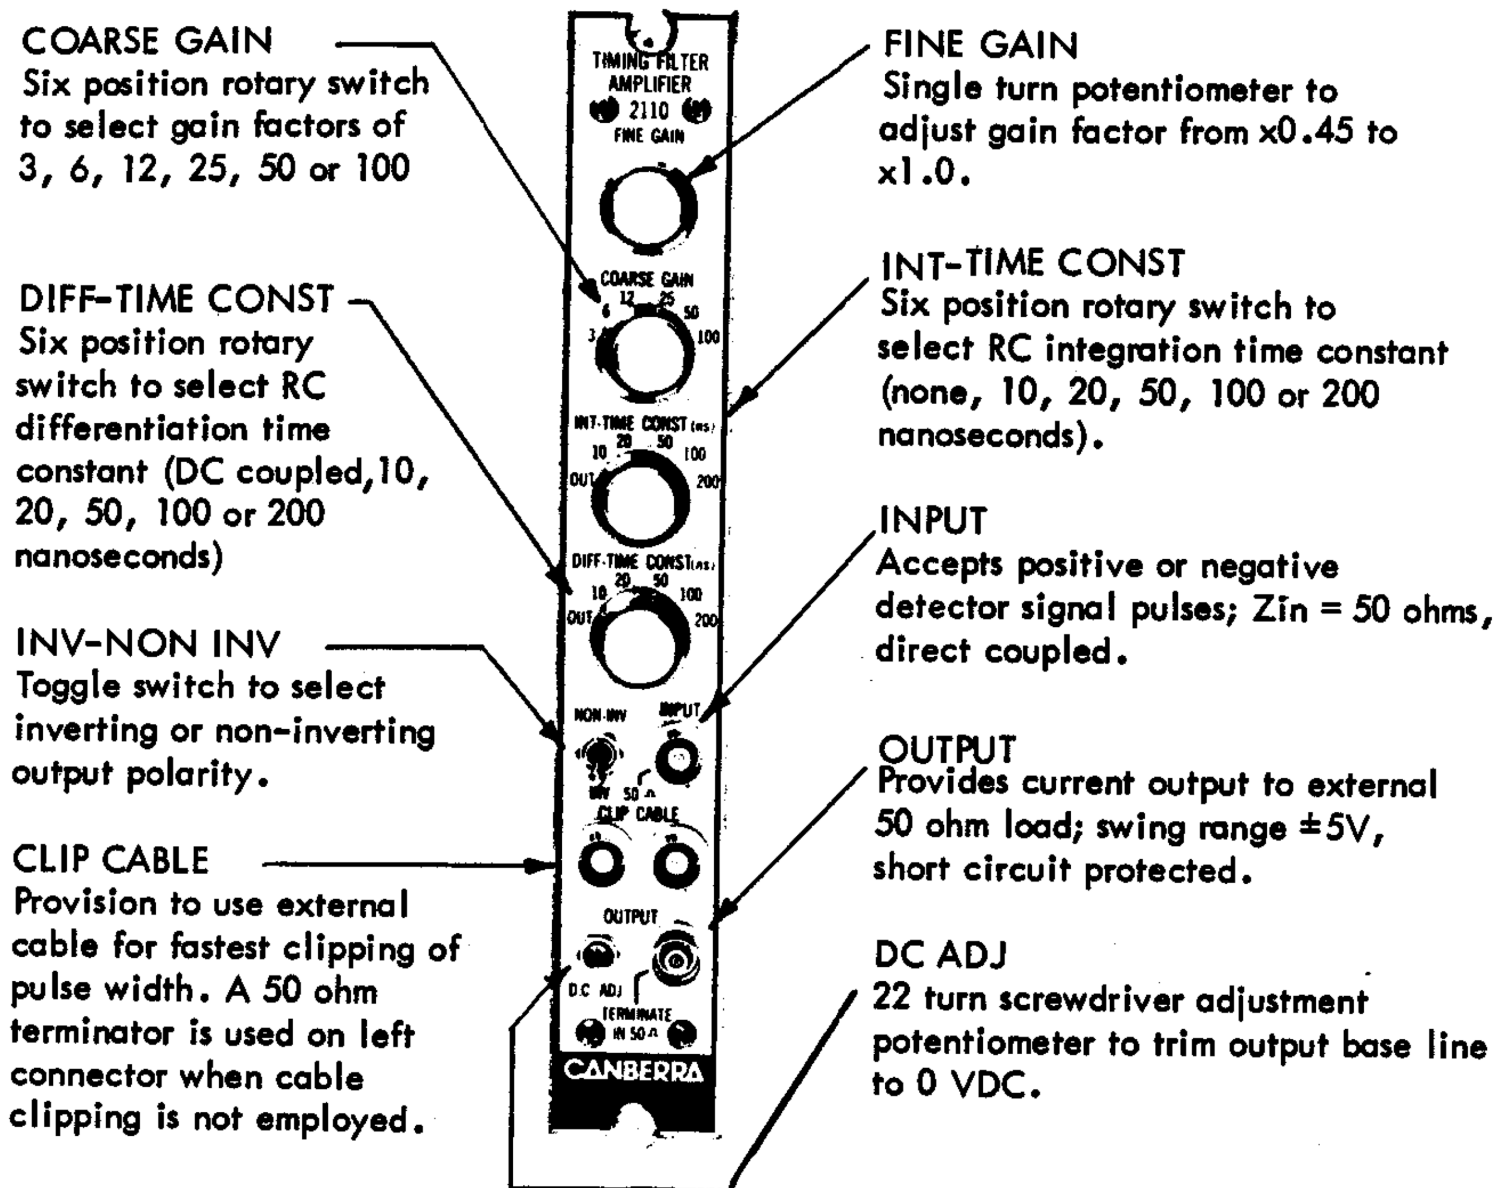 COARSE GAIN
Six position rotary switch
to select gain factors of
3, 6, 12, 25, 50 or 100
DIFF-TIME CONST
Six position rotary
switch to select RC
differentiation time
constant (DC coupled,10,
20, 50, 100 or 200
nanoseconds)
INV-NON INV
Toggle switch to select
inverting or non-inverting
output polarity.
CLIP CABLE
Provision to use external
cable for fastest clipping of
pulse width. A 50 ohm
terminator is used on left
connector when cable
clipping is not employed.
TIMING FILTER
AMPLIFIER
2110
FINE GAIN
COARSE GAIN
3 6 12 25 50 100
INT-TIME CONST (ns)
OUT 10 20 50 100 200
DIFF-TIME CONST (ns)
OUT 10 20 50 100 200
NON-INV INPUT
INV 50 Ω
CLIP CABLE
OUTPUT
D.C ADJ
TERMINATE
IN 50 Ω
CANBERRA
FINE GAIN
Single turn potentiometer to
adjust gain factor from x0.45 to
x1.0.
INT-TIME CONST
Six position rotary switch to
select RC integration time constant
(none, 10, 20, 50, 100 or 200
nanoseconds).
INPUT
Accepts positive or negative
detector signal pulses; Zin = 50 ohms,
direct coupled.
OUTPUT
Provides current output to external
50 ohm load; swing range ±5V,
short circuit protected.
DC ADJ
22 turn screwdriver adjustment
potentiometer to trim output base line
to 0 VDC.